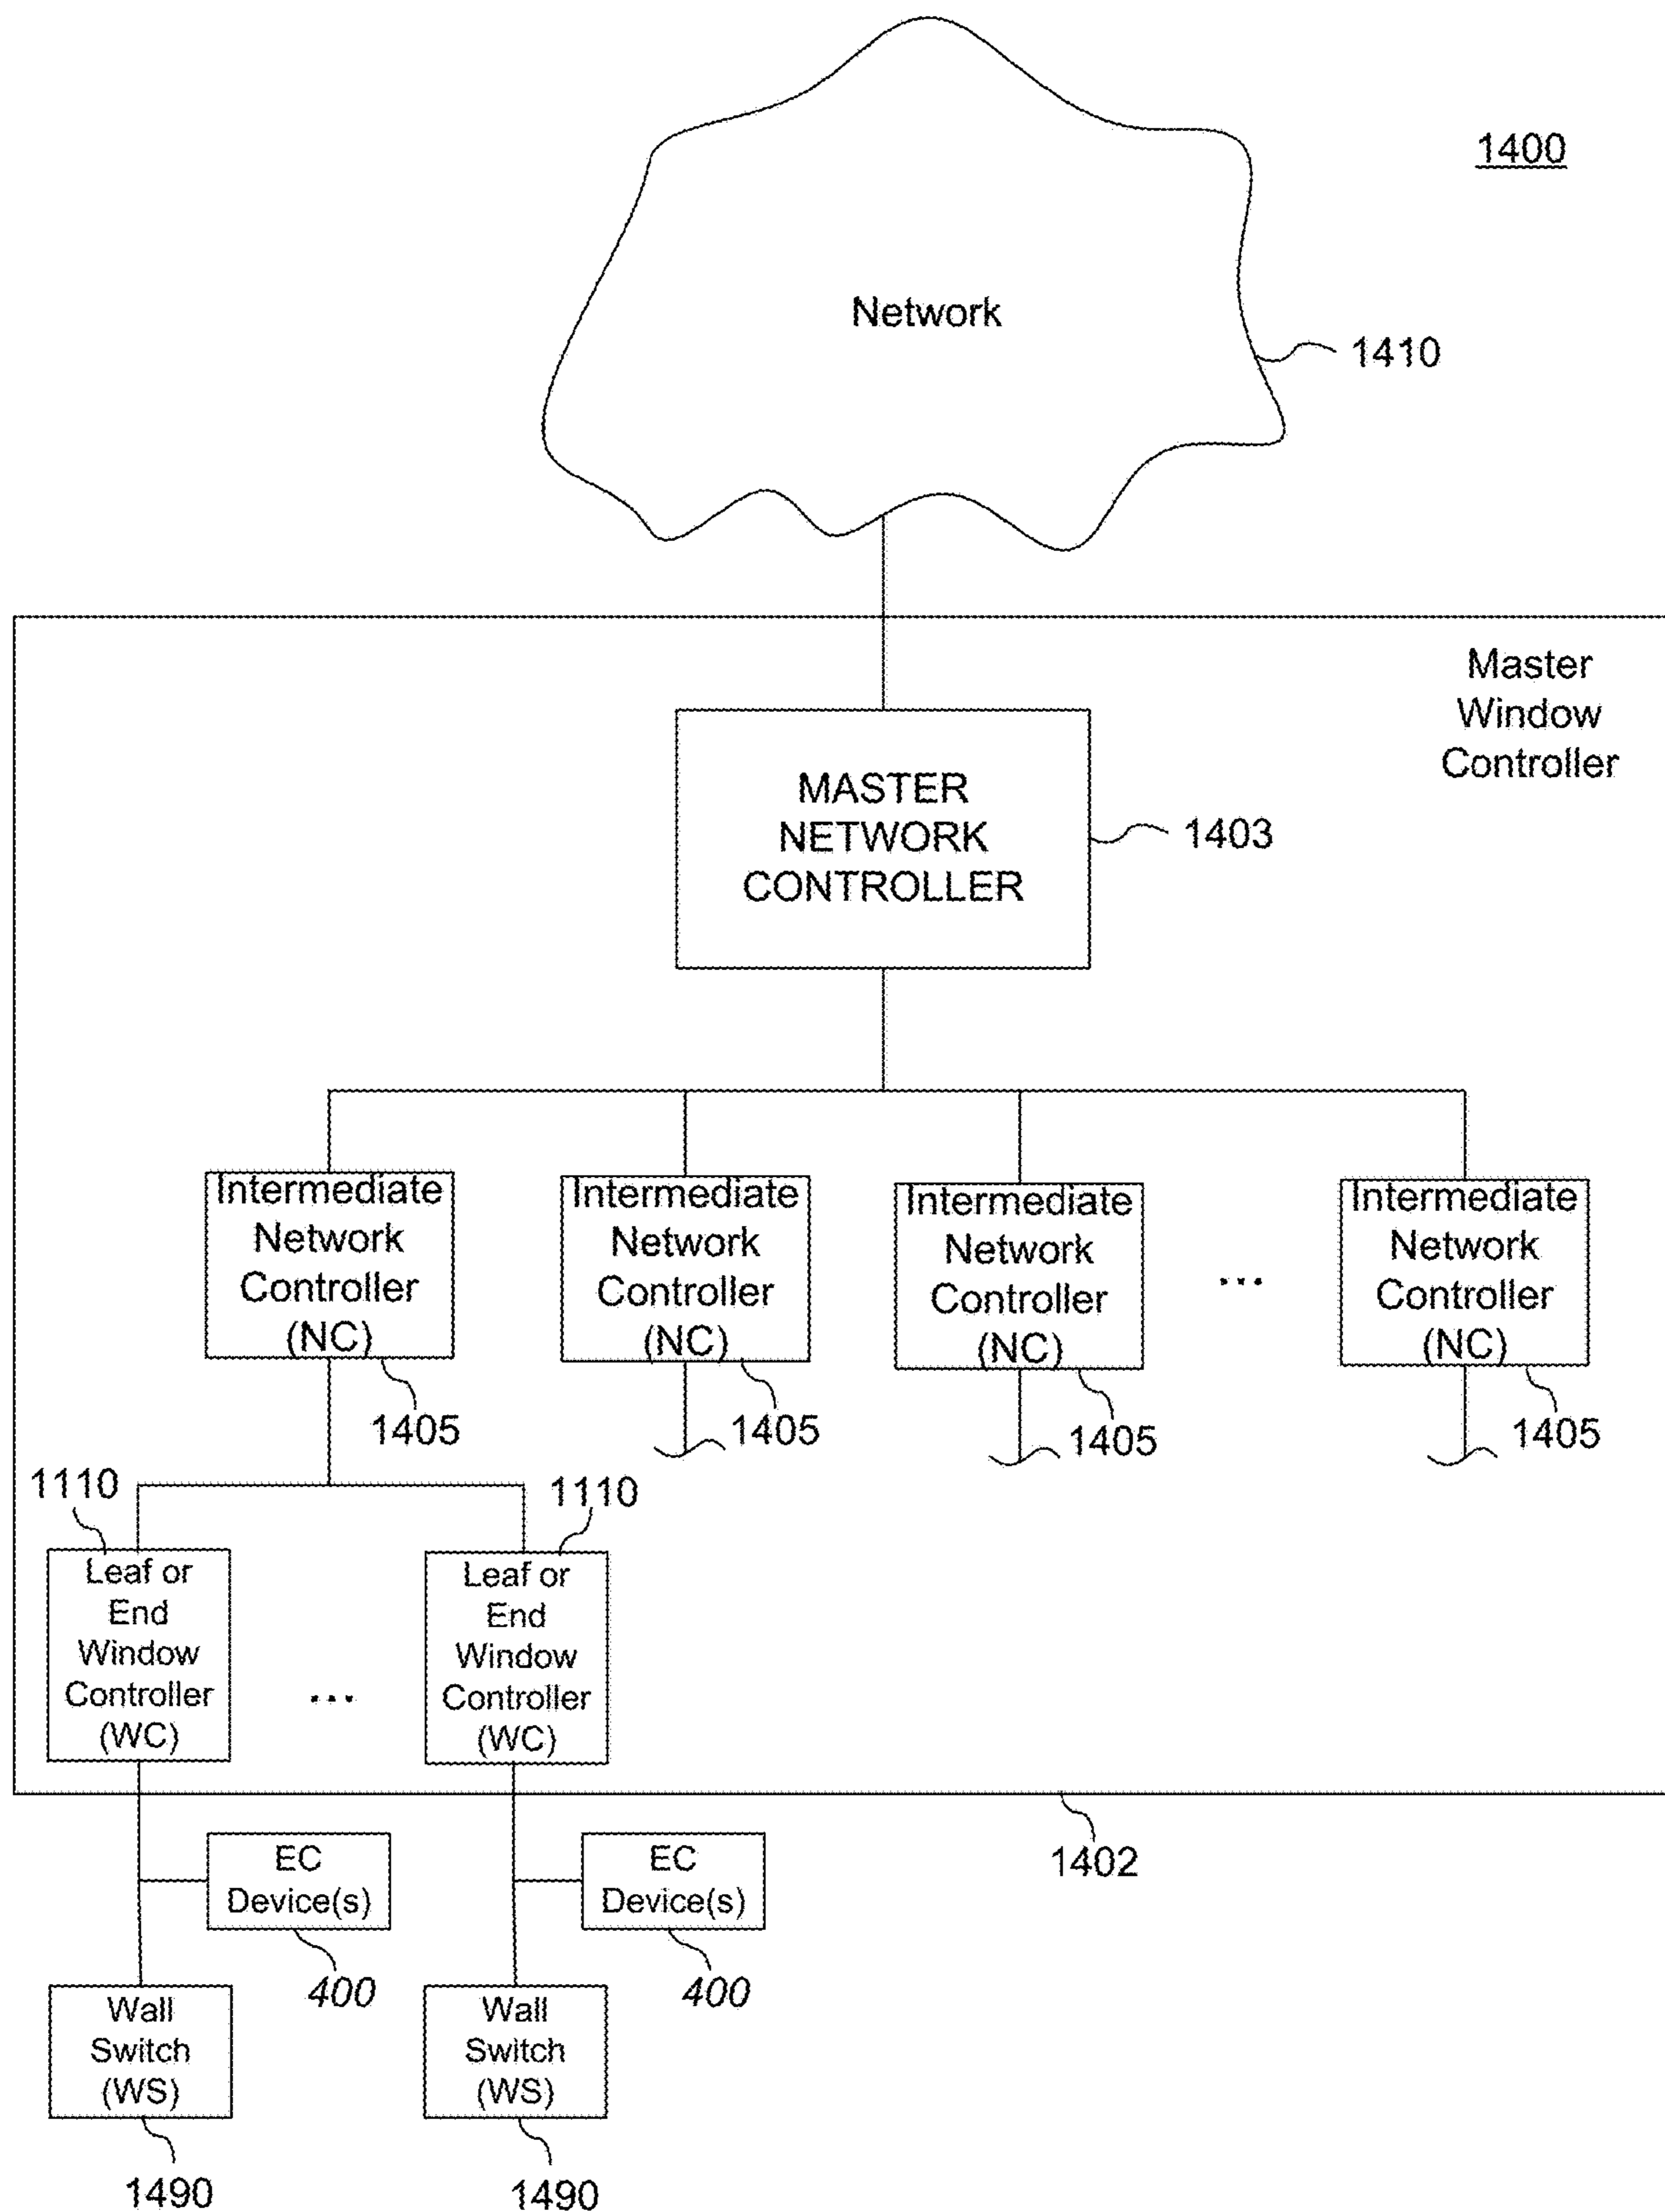 1400
Network
1410
Master
Window
Controller
MASTER
NETWORK
CONTROLLER
1403
Intermediate
Network
Controller
(NC)
1405
Intermediate
Network
Controller
(NC)
1405
Intermediate
Network
Controller
(NC)
1405
...
Intermediate
Network
Controller
(NC)
1405
1110
Leaf or
End
Window
Controller
(WC)
...
1110
Leaf or
End
Window
Controller
(WC)
1402
EC
Device(s)
400
EC
Device(s)
400
Wall
Switch
(WS)
1490
Wall
Switch
(WS)
1490